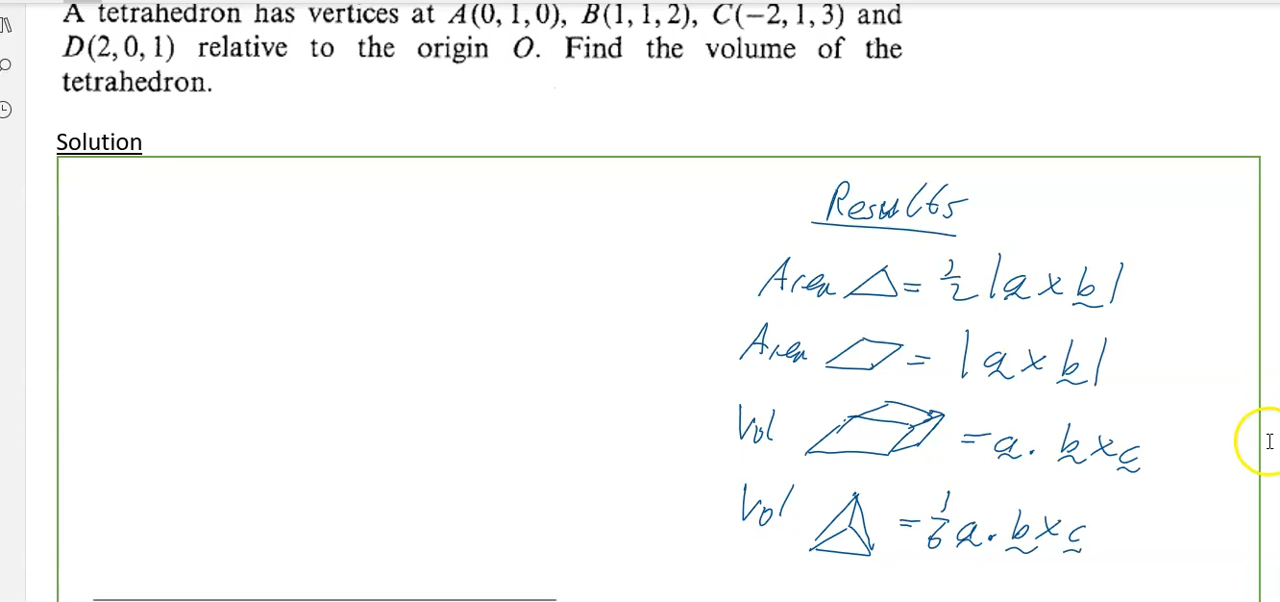 A tetrahedron has vertices at A(0, 1,0), B(1, 1, 2), C(−2, 1, 3) and
D(2, 0, 1) relative to the origin O. Find the volume of the
tetrahedron.
Solution
Results
Area △ = ½ |a × b|
Area ▱ = |a × b|
Vol = a . b × c
Vol = 1/6 a . b × c